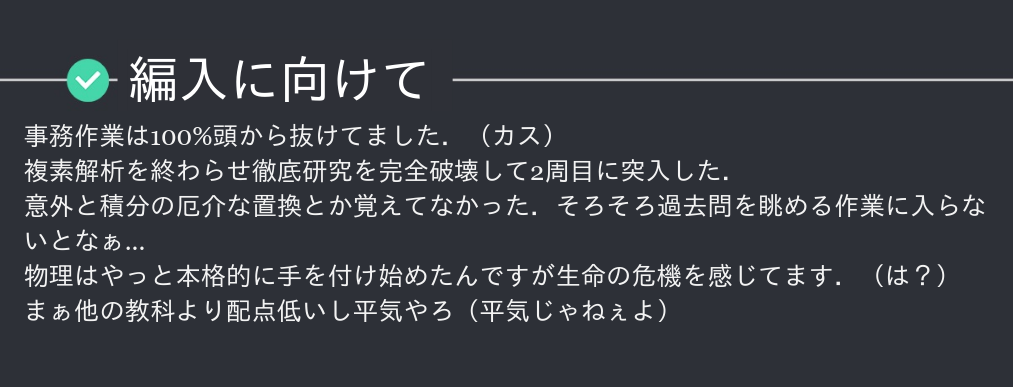 編入に向けて
事務作業は100%頭から抜けてました．（カス）
複素解析を終わらせ徹底研究を完全破壊して2周目に突入した．
意外と積分の厄介な置換とか覚えてなかった．そろそろ過去問を眺める作業に入らな
いとなぁ...
物理はやっと本格的に手を付け始めたんですが生命の危機を感じてます．（は？）
まぁ他の教科より配点低いし平気やろ（平気じゃねぇよ）